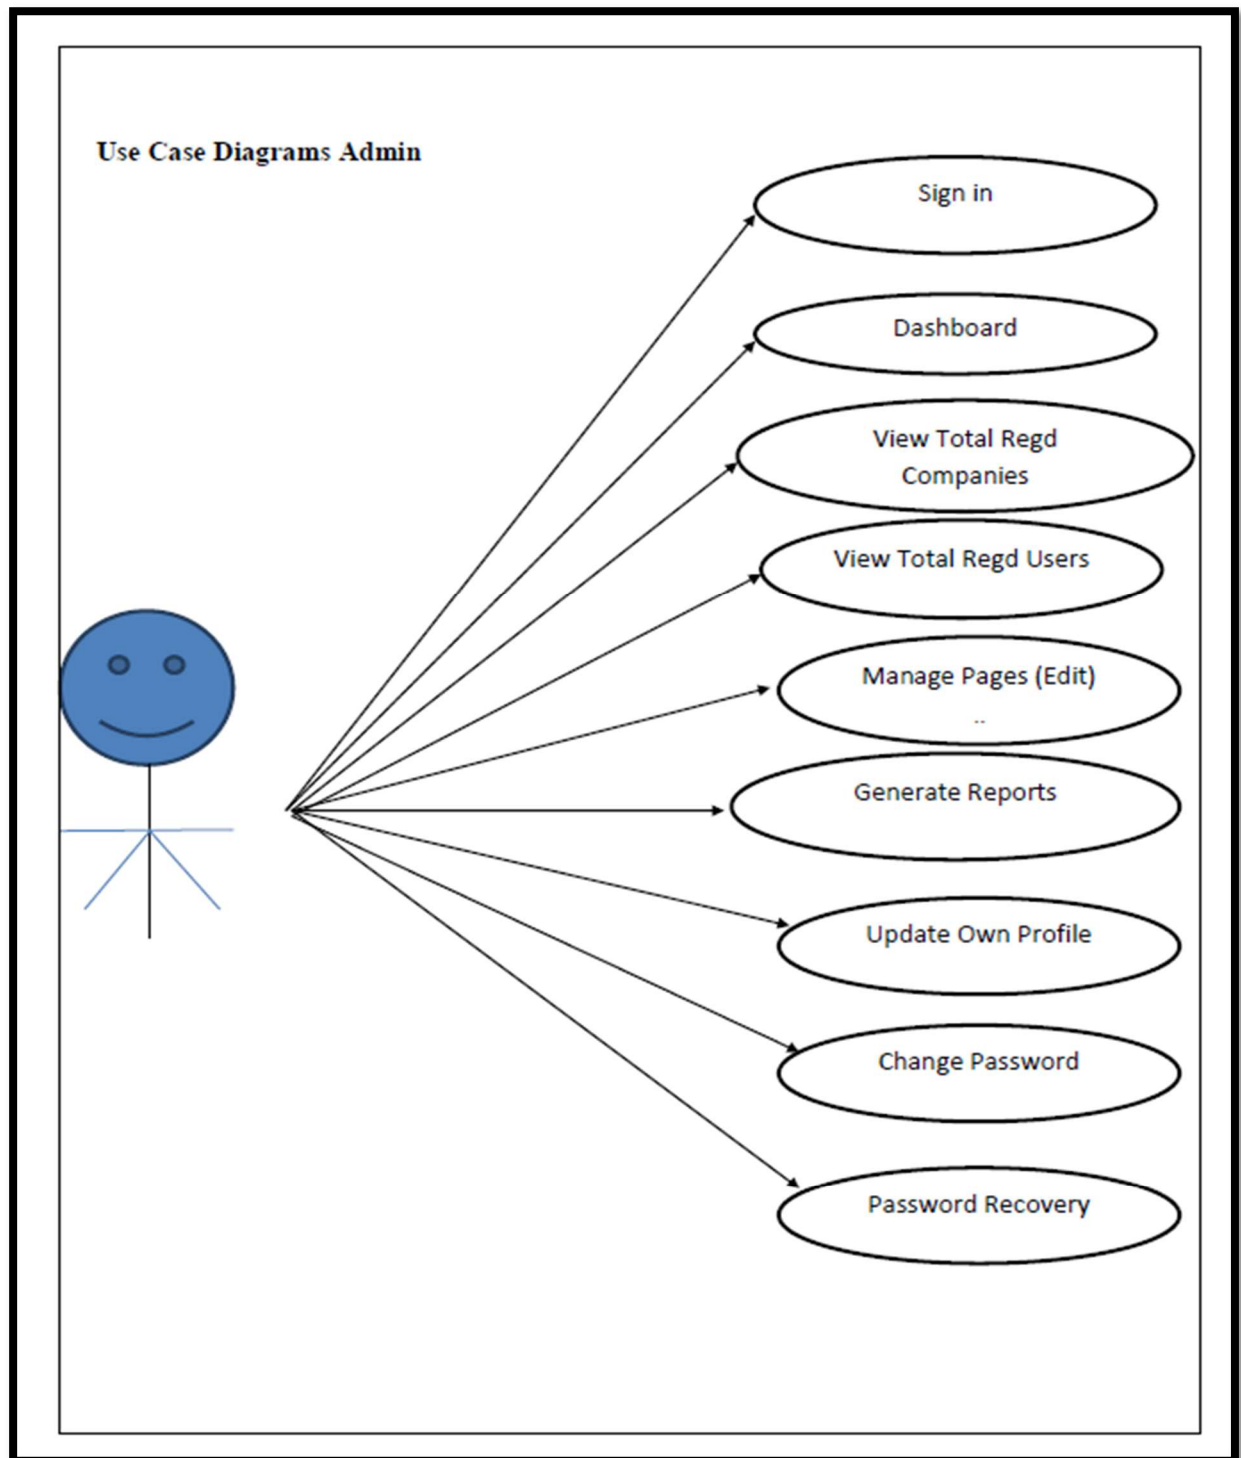 Use Case Diagrams Admin
Sign in
Dashboard
View Total Regd
Companies
View Total Regd Users
Manage Pages (Edit)
..
Generate Reports
Update Own Profile
Change Password
Password Recovery